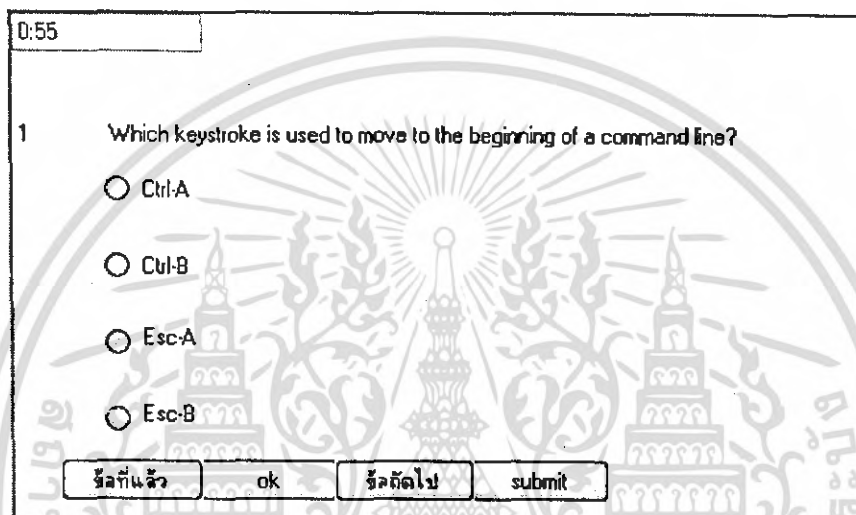 0:55
1 Which keystroke is used to move to the beginning of a command line?
Ctrl-A
Ctrl-B
Esc-A
Esc-B
ข้อที่แล้ว ok ข้อถัดไป submit